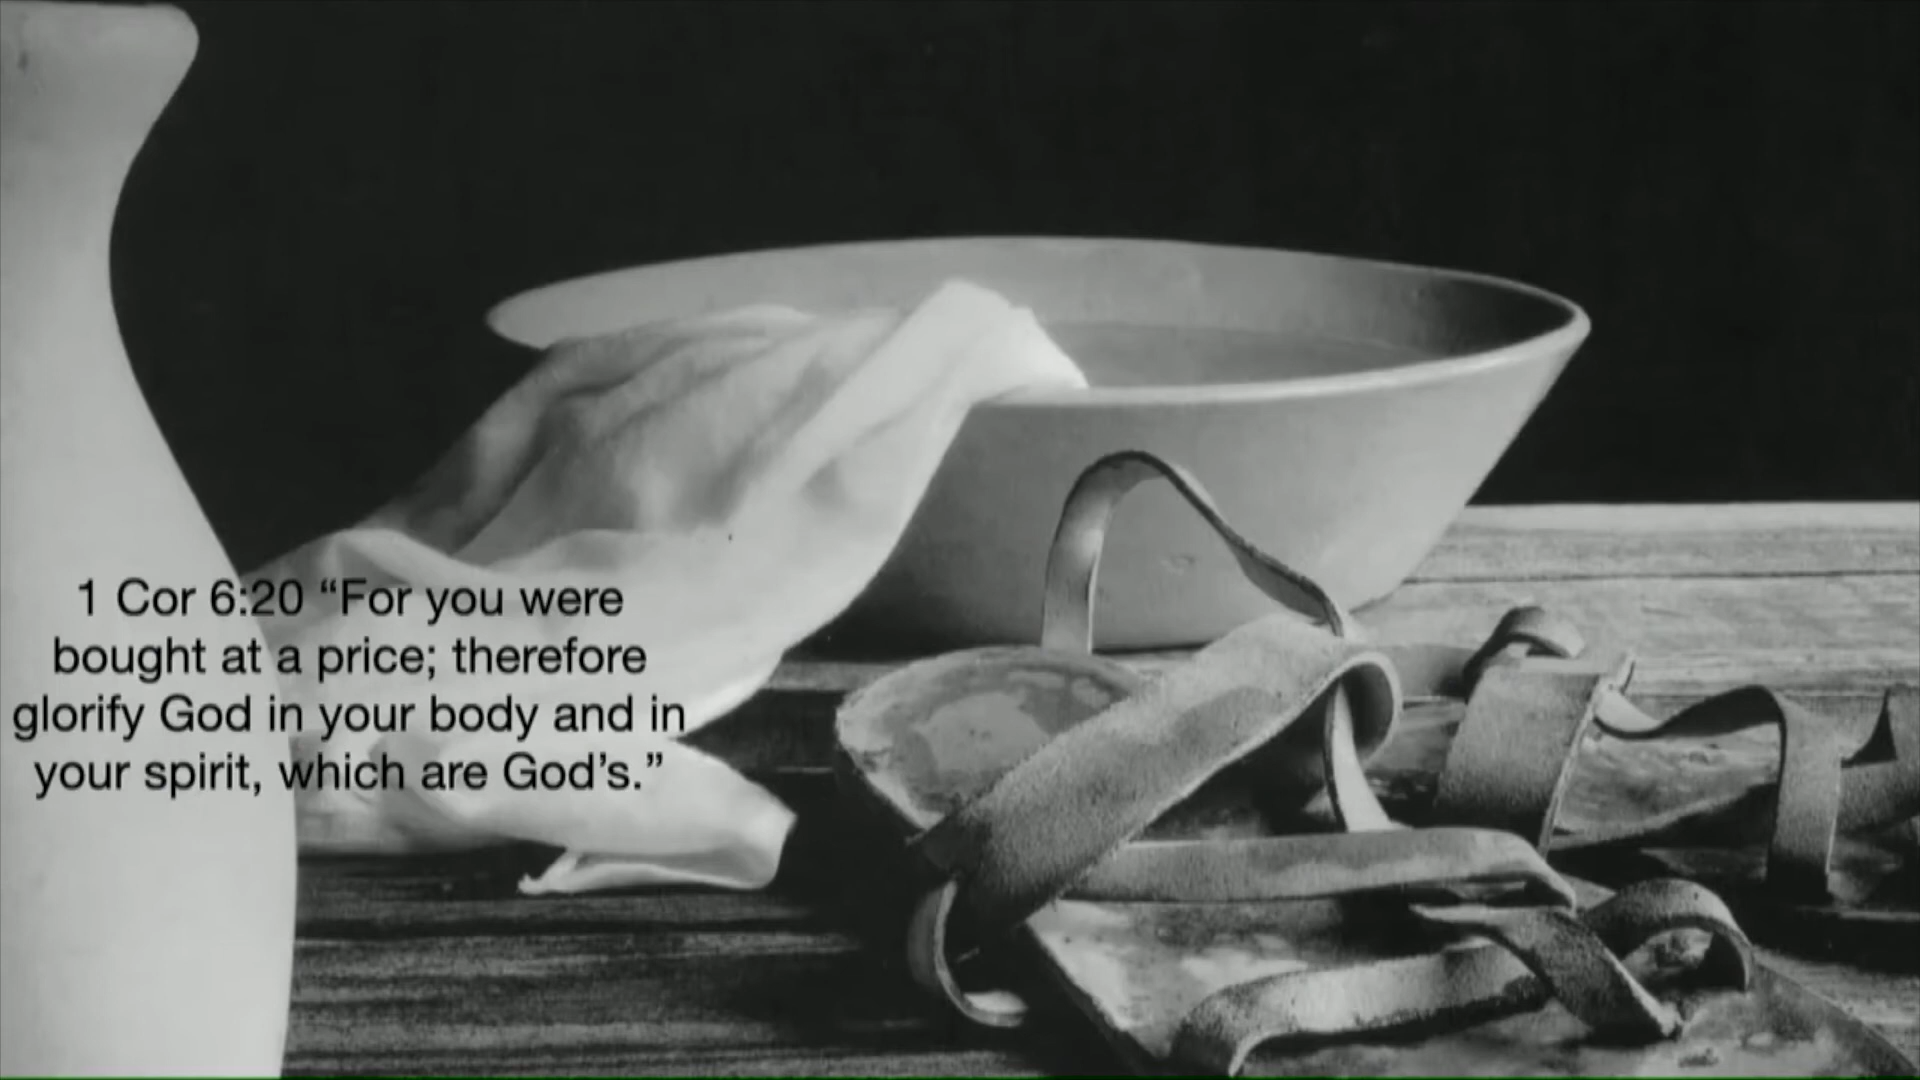 1 Cor 6:20 “For you were
bought at a price; therefore
glorify God in your body and in
your spirit, which are God’s.”